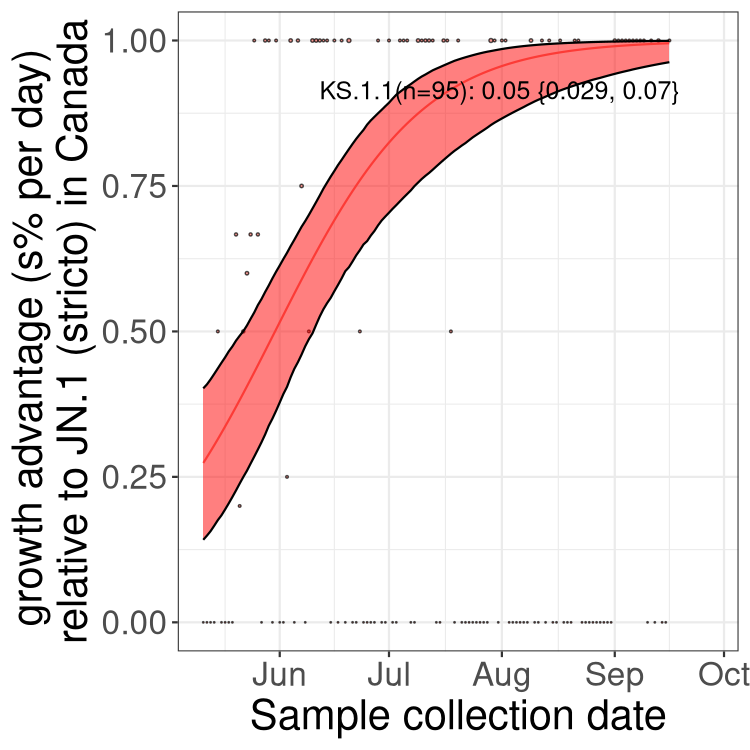 growth advantage (s% per day)
relative to JN.1 (stricto) in Canada
1.00
0.75
0.50
0.25
0.00
KS.1.1(n=95): 0.05 {0.029, 0.07}
Jun Jul Aug Sep Oct
Sample collection date